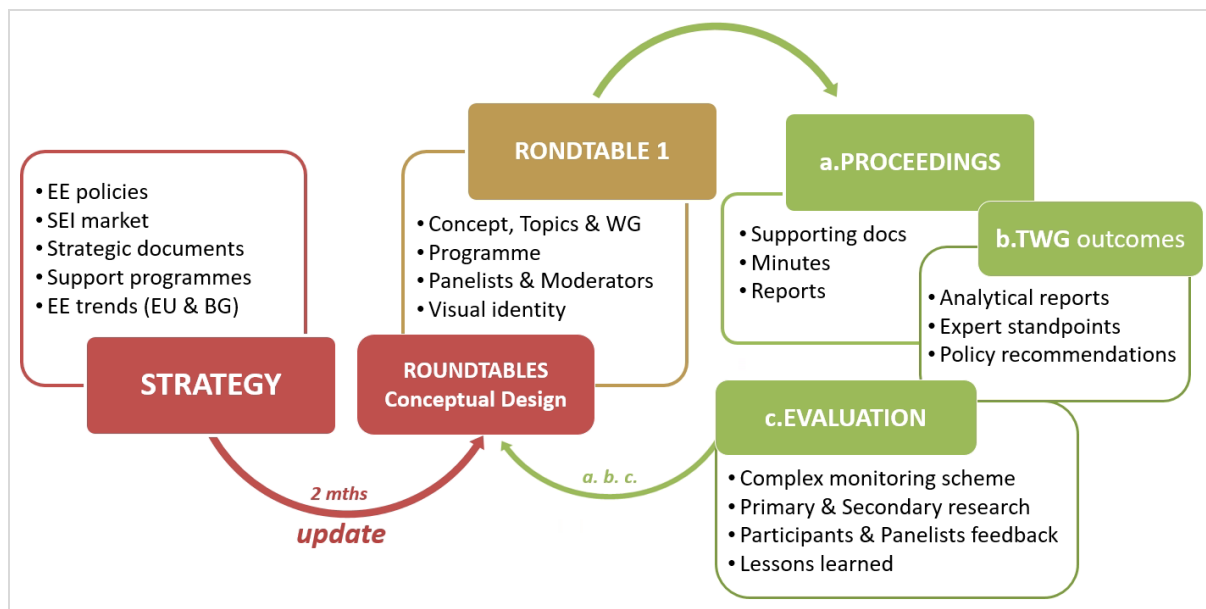 • EE policies
• SEI market
• Strategic documents
• Support programmes
• EE trends (EU & BG)
STRATEGY
2 mths
update
RONDTABLE 1
• Concept, Topics & WG
• Programme
• Panelists & Moderators
• Visual identity
ROUNDTABLES
Conceptual Design
a.PROCEEDINGS
• Supporting docs
• Minutes
• Reports
b.TWG outcomes
• Analytical reports
• Expert standpoints
• Policy recommendations
c.EVALUATION
• Complex monitoring scheme
• Primary & Secondary research
• Participants & Panelists feedback
• Lessons learned
a. b. c.